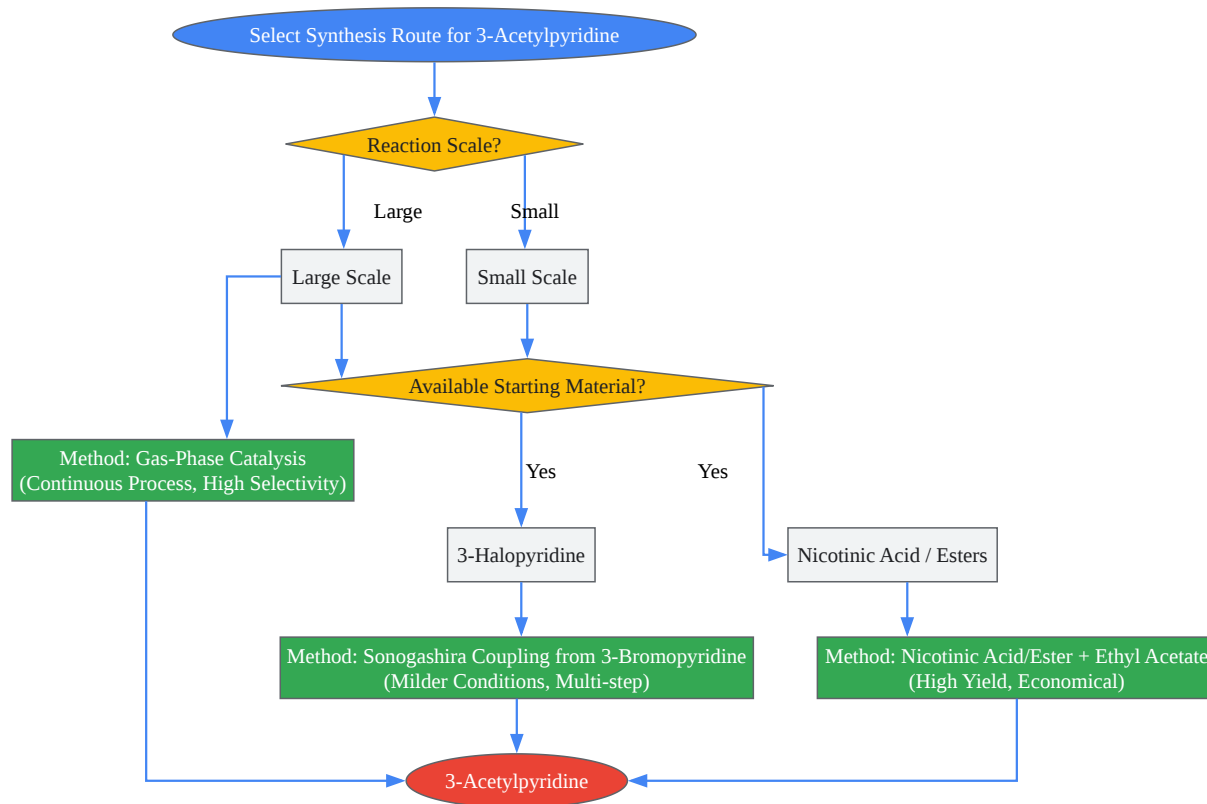 Select Synthesis Route for 3-Acetylpyridine
Reaction Scale?
Large
Small
Large Scale
Small Scale
Available Starting Material?
Method: Gas-Phase Catalysis
(Continuous Process, High Selectivity)
Yes
Yes
3-Halopyridine
Nicotinic Acid / Esters
Method: Sonogashira Coupling from 3-Bromopyridine
(Milder Conditions, Multi-step)
Method: Nicotinic Acid/Ester + Ethyl Acetate
(High Yield, Economical)
3-Acetylpyridine